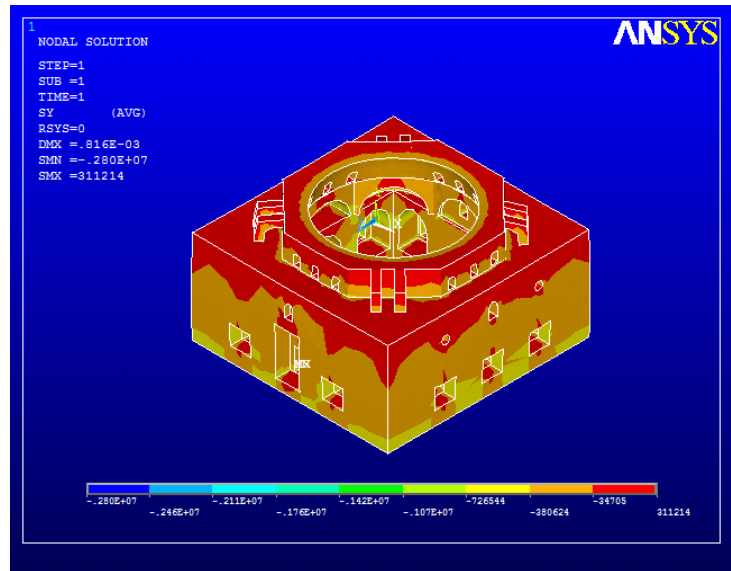 1
ANSYS
NODAL SOLUTION
STEP=1
SUB =1
TIME=1
SY (AVG)
RSYS=0
DMX =.816E-03
SMN =-.280E+07
SMX =311214
X
MN
-.280E+07 -.211E+07 -.142E+07 -726544 -34705
-.246E+07 -.176E+07 -.107E+07 -380624 311214